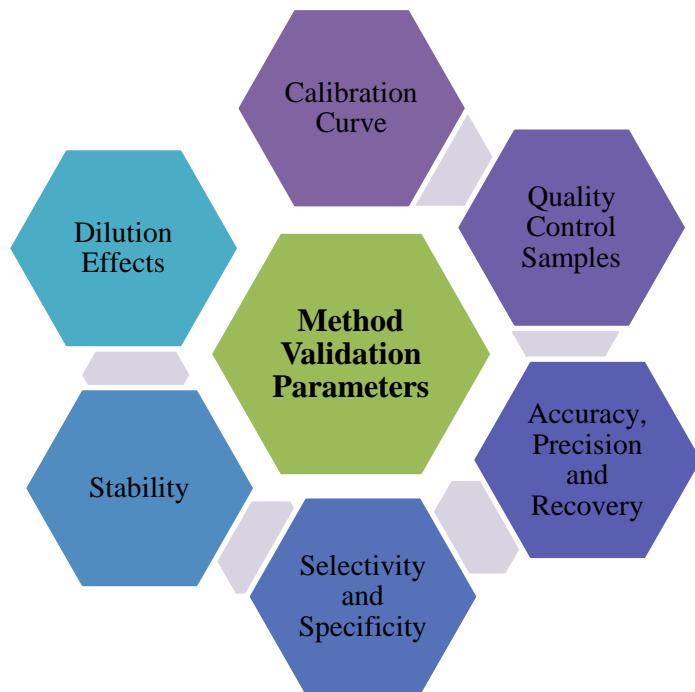 Calibration
Curve
Quality
Control
Samples
Accuracy,
Precision
and
Recovery
Selectivity
and
Specificity
Stability
Dilution
Effects
Method
Validation
Parameters